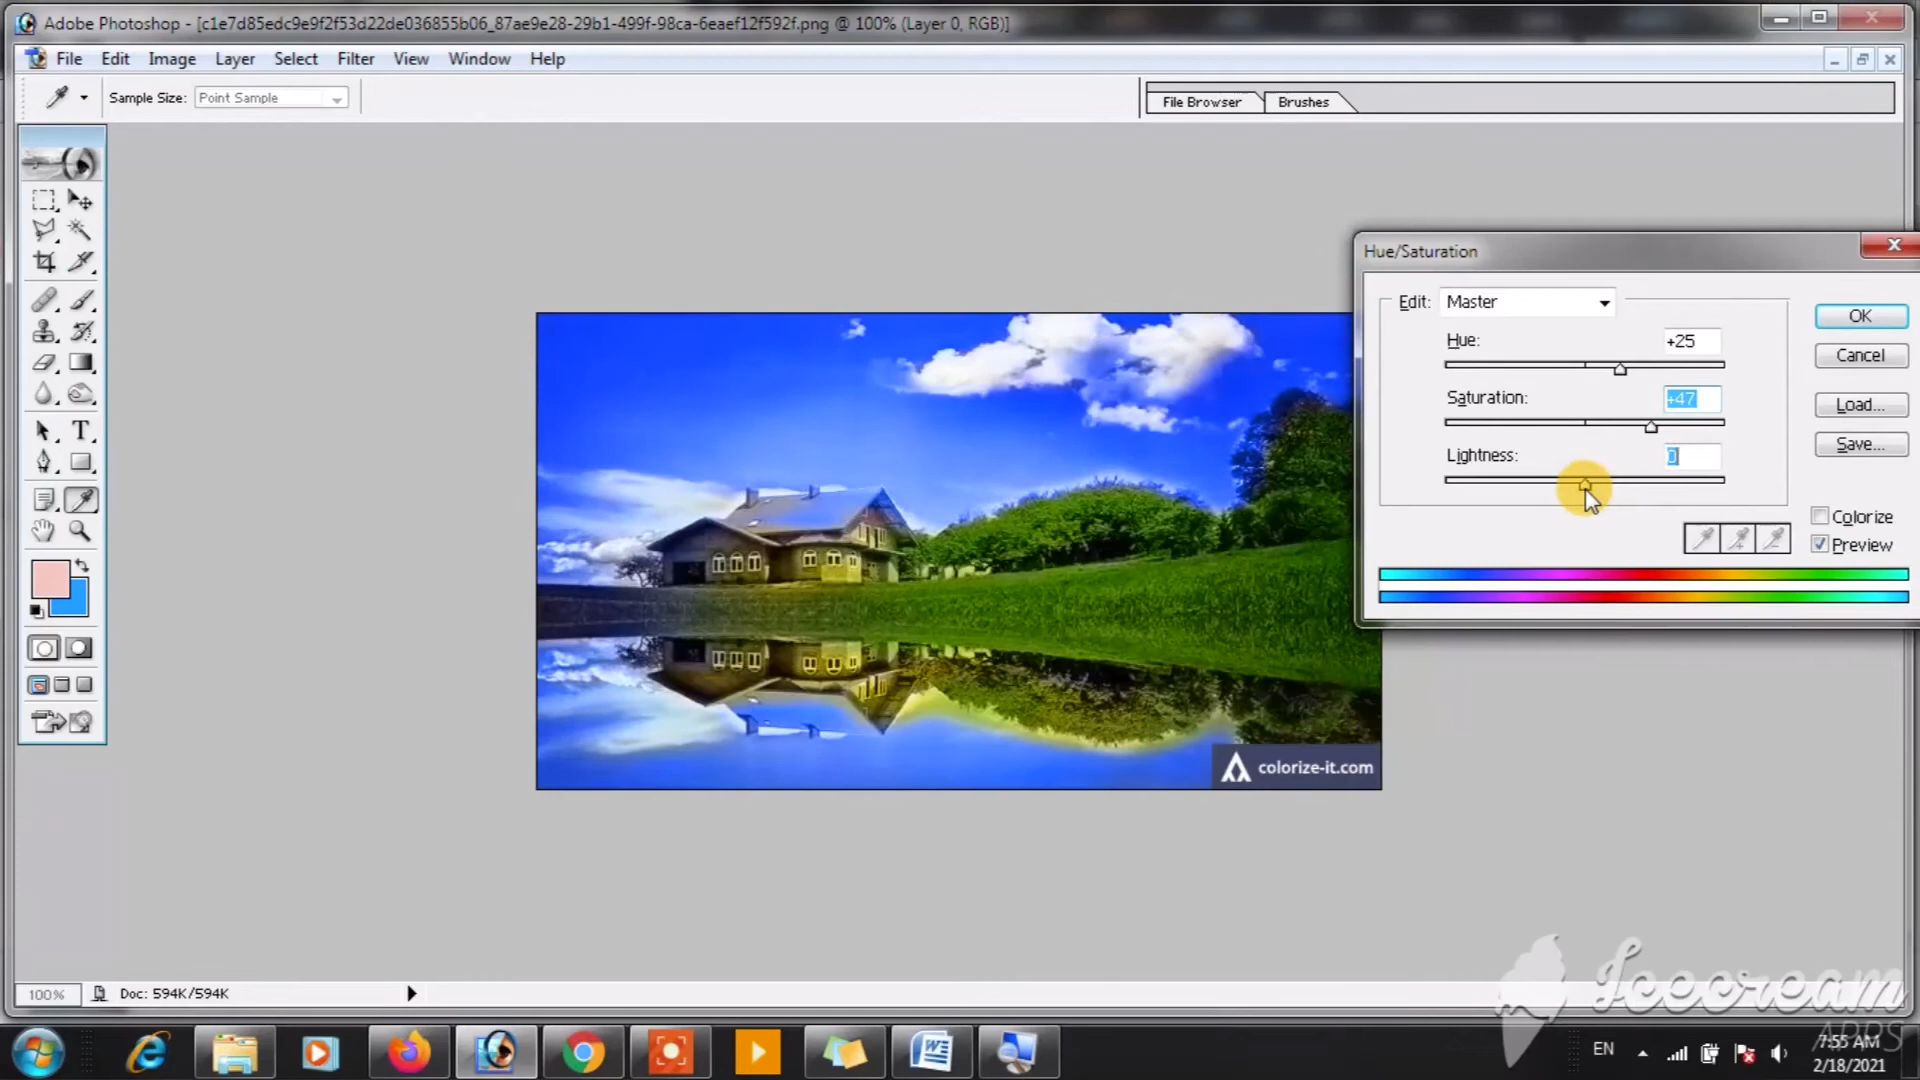 Adobe Photoshop - [c1e7d85edc9e9f2f53d22de036855b06_87ae9e28-29b1-499f-98ca-6eaef12f592f.png @ 100% (Layer 0, RGB)]
File Edit Image Layer Select Filter View Window Help
Sample Size: Point Sample
File Browser Brushes
Hue/Saturation
Edit: Master
OK
Hue: +25
Cancel
Saturation: +47
Load...
Save...
Lightness: 0
Colorize
Preview
T
colorize-it.com
100% Doc: 594K/594K
Icecream
APPS
EN
7:55 AM
2/18/2021